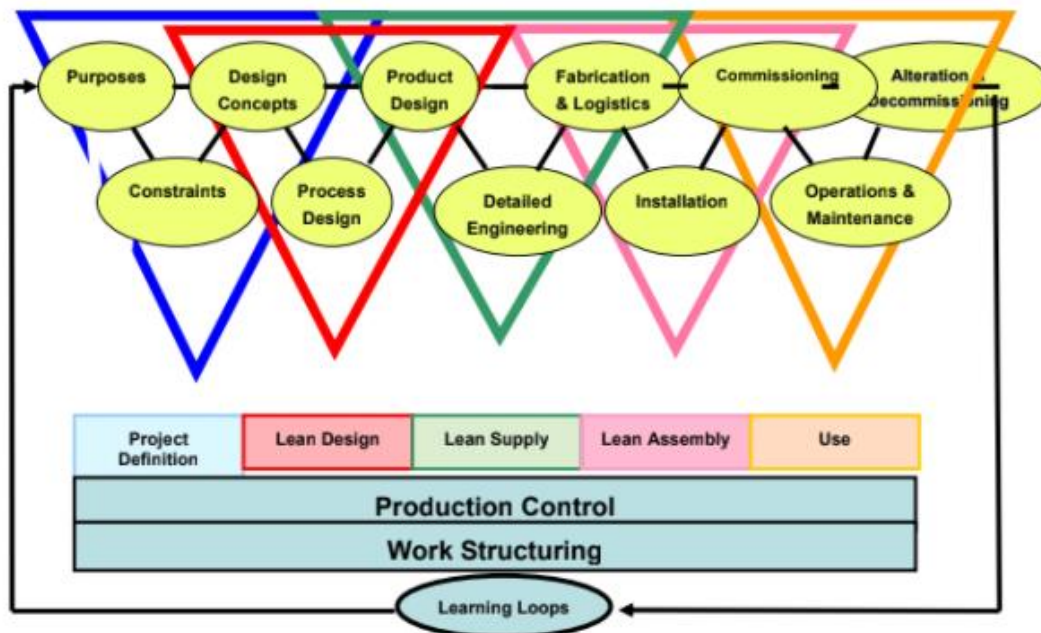 Purposes
Design
Concepts
Product
Design
Fabrication
& Logistics
Commissioning
Alteration
Decommissioning
Constraints
Process
Design
Detailed
Engineering
Installation
Operations &
Maintenance
Project
Definition
Lean Design
Lean Supply
Lean Assembly
Use
Production Control
Work Structuring
Learning Loops